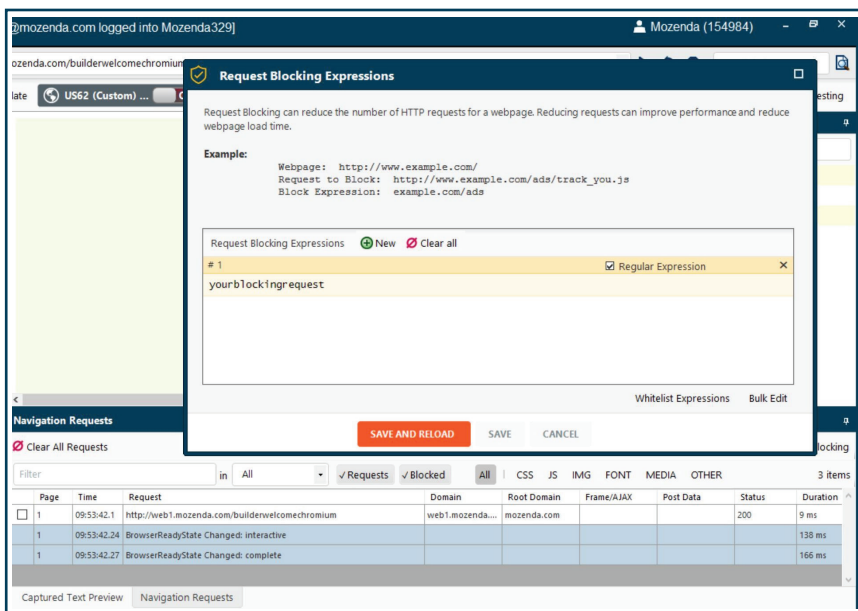 @mozenda.com logged into Mozenda329]
Mozenda (154984)
ozenda.com/builderwelcomechromium
late
US62 (Custom) ...
esting
Request Blocking Expressions
Request Blocking can reduce the number of HTTP requests for a webpage. Reducing requests can improve performance and reduce
webpage load time.
Example:
Webpage: http://www.example.com/
Request to Block: http://www.example.com/ads/track_you.js
Block Expression: example.com/ads
Request Blocking Expressions New Clear all
# 1 Regular Expression
yourblockingrequest
Whitelist Expressions Bulk Edit
SAVE AND RELOAD SAVE CANCEL
Navigation Requests
Clear All Requests
locking
Filter in All ✓Requests ✓Blocked All CSS JS IMG FONT MEDIA OTHER 3 items
Page Time Request Domain Root Domain Frame/AJAX Post Data Status Duration
1 09:53:42.1 http://web1.mozenda.com/builderwelcomechromium web1.mozenda.... mozenda.com 200 9 ms
1 09:53:42.24 BrowserReadyState Changed: interactive 138 ms
1 09:53:42.27 BrowserReadyState Changed: complete 166 ms
Captured Text Preview Navigation Requests